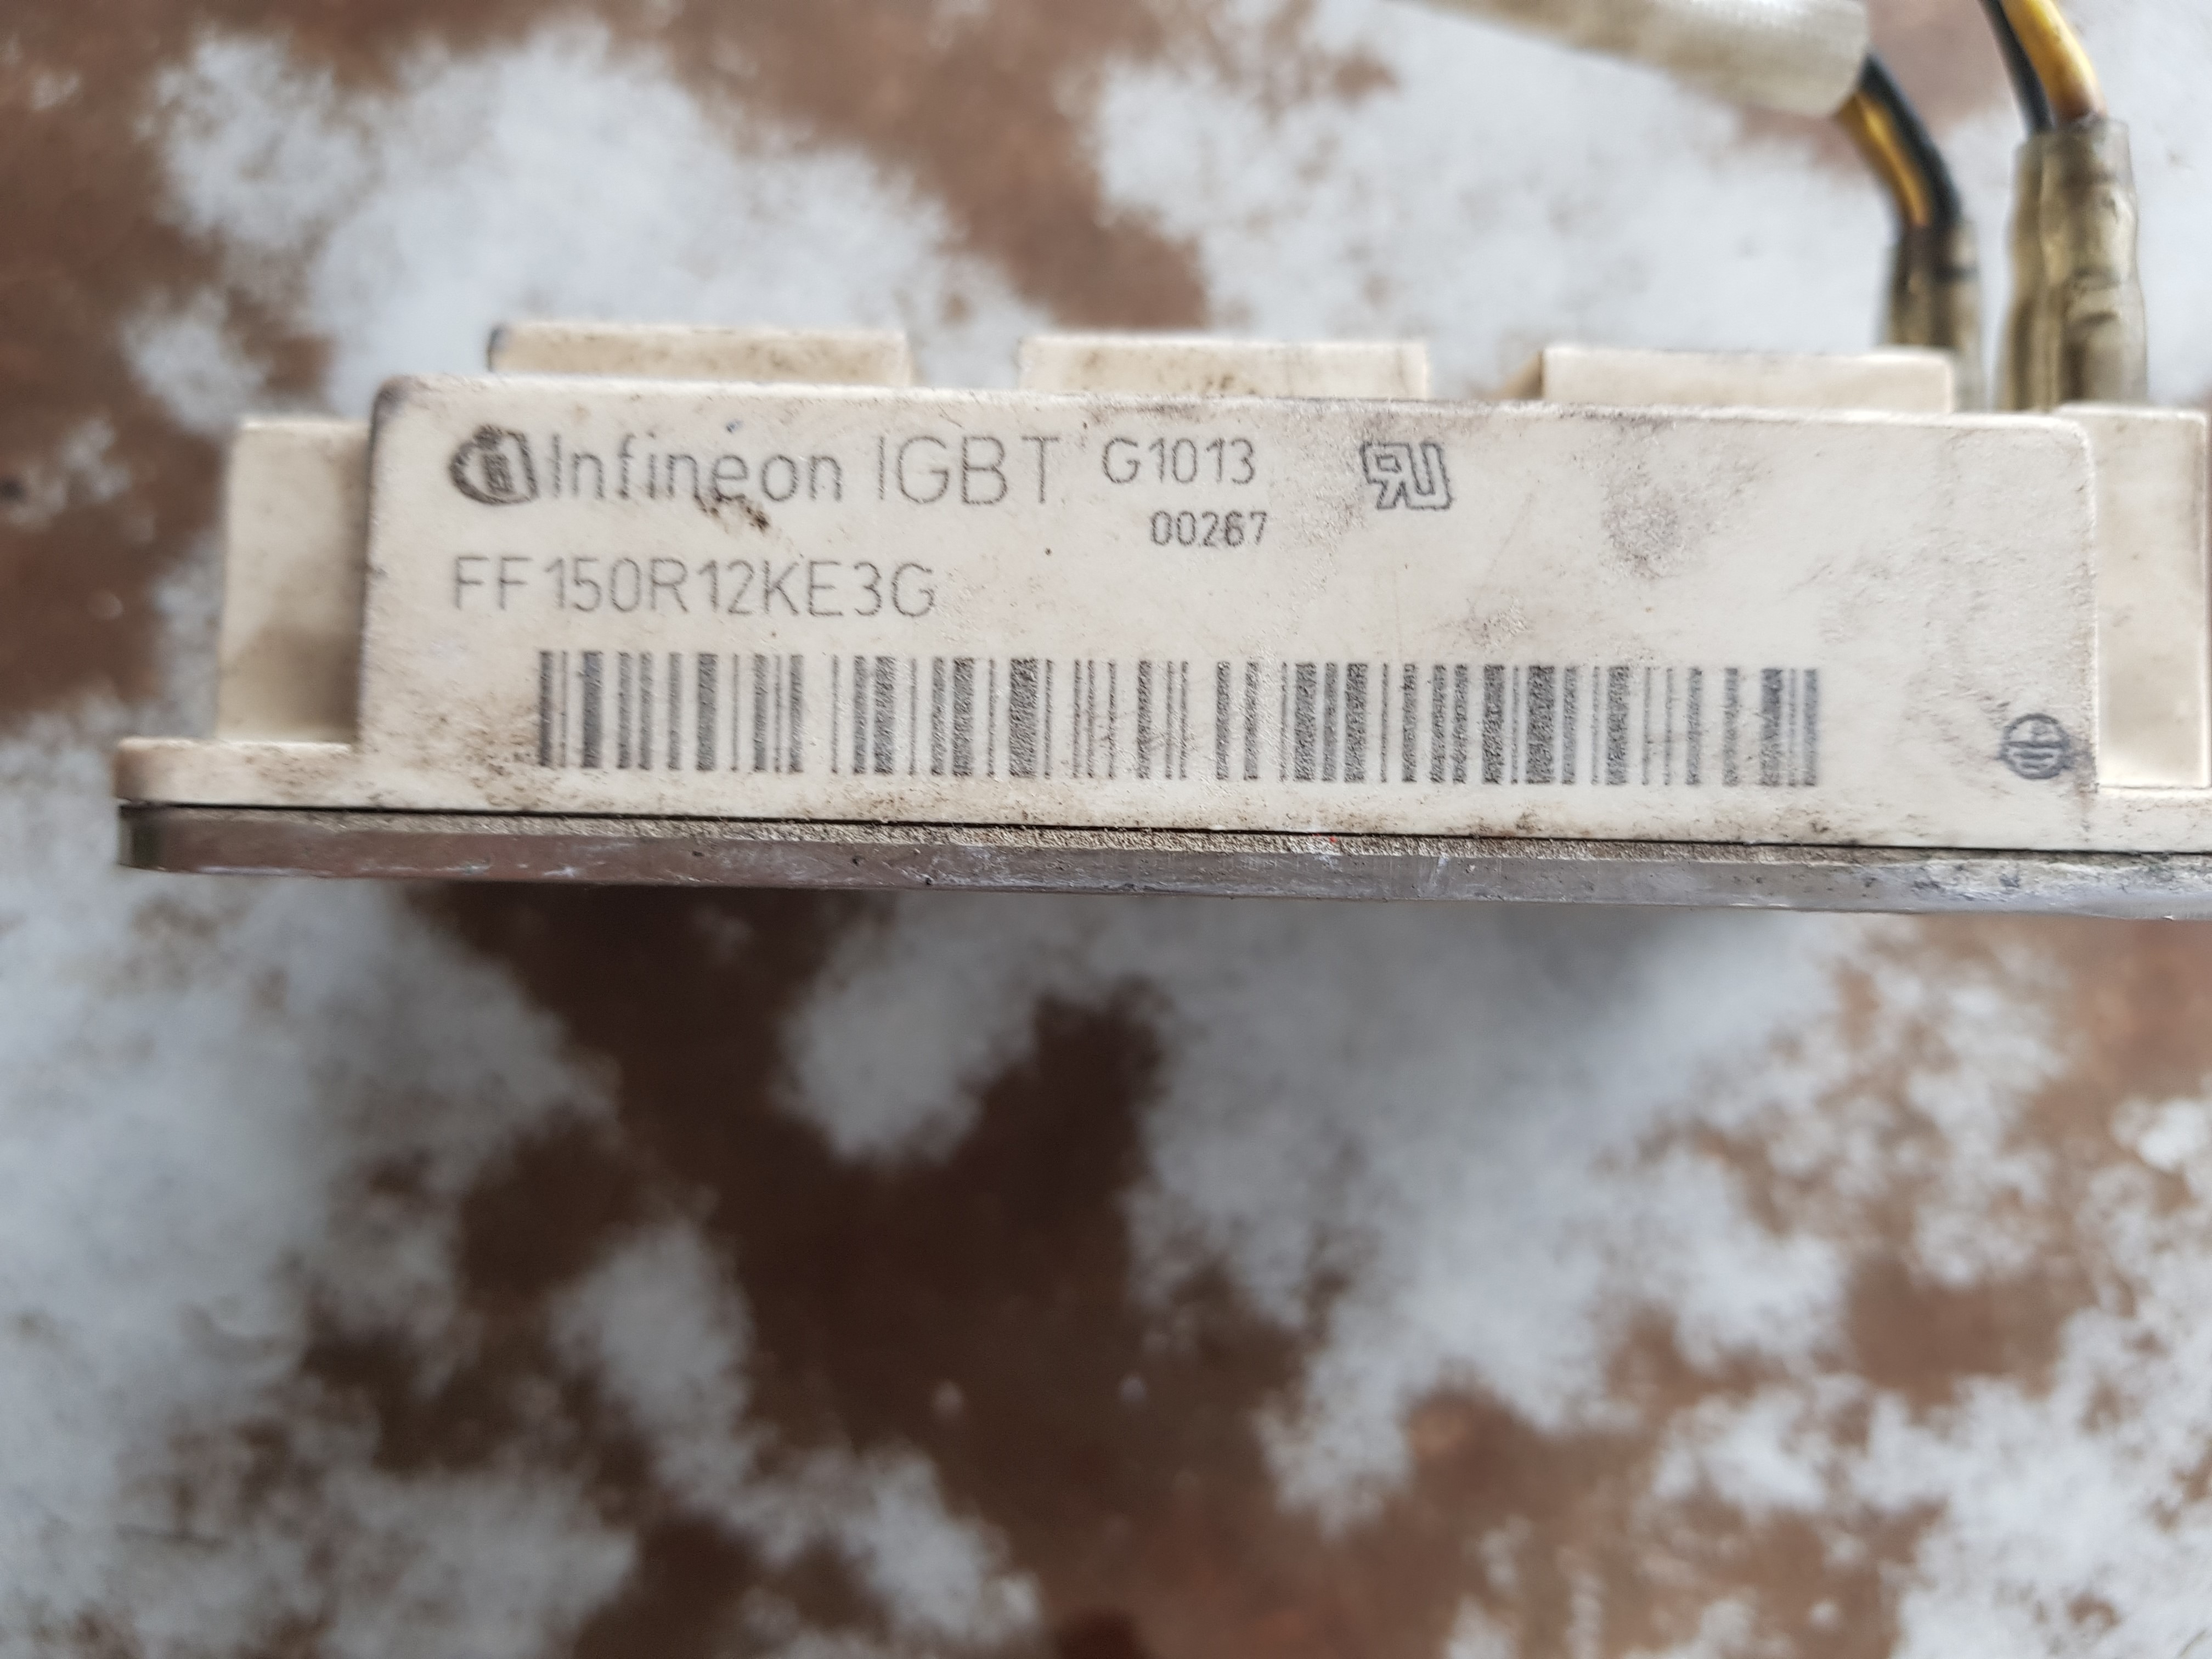 Infineon IGBT G1013
00267
FF150R12KE3G